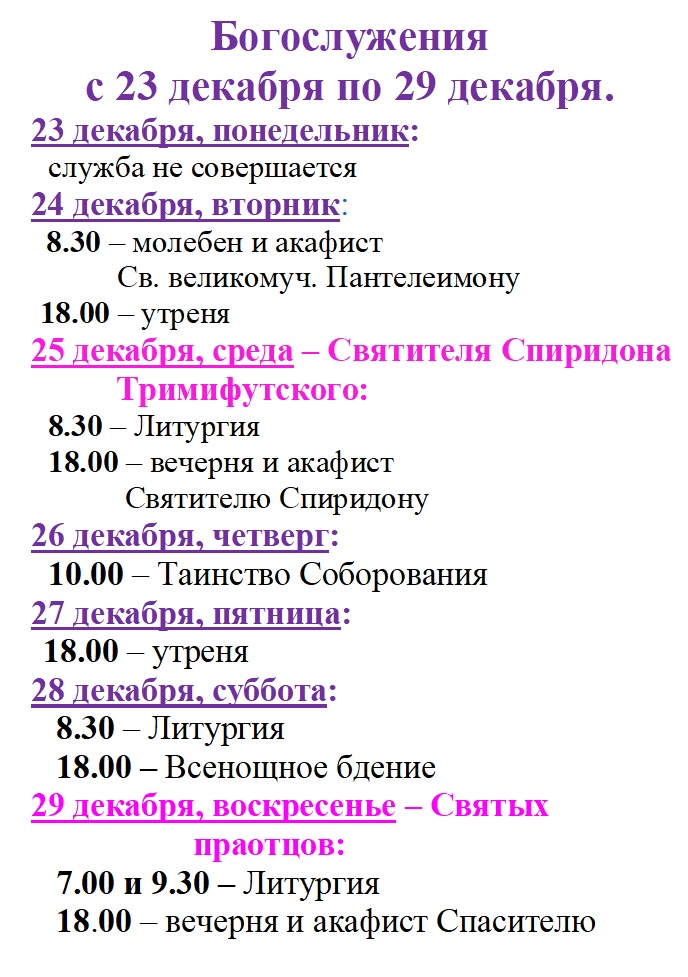 Богослужения
с 23 декабря по 29 декабря.
23 декабря, понедельник:
служба не совершается
24 декабря, вторник:
8.30 – молебен и акафист
Св. великомуч. Пантелеимону
18.00 – утреня
25 декабря, среда – Святителя Спиридона
Тримифутского:
8.30 – Литургия
18.00 – вечерня и акафист
Святителю Спиридону
26 декабря, четверг:
10.00 – Таинство Соборования
27 декабря, пятница:
18.00 – утреня
28 декабря, суббота:
8.30 – Литургия
18.00 – Всенощное бдение
29 декабря, воскресенье – Святых
праотцов:
7.00 и 9.30 – Литургия
18.00 – вечерня и акафист Спасителю